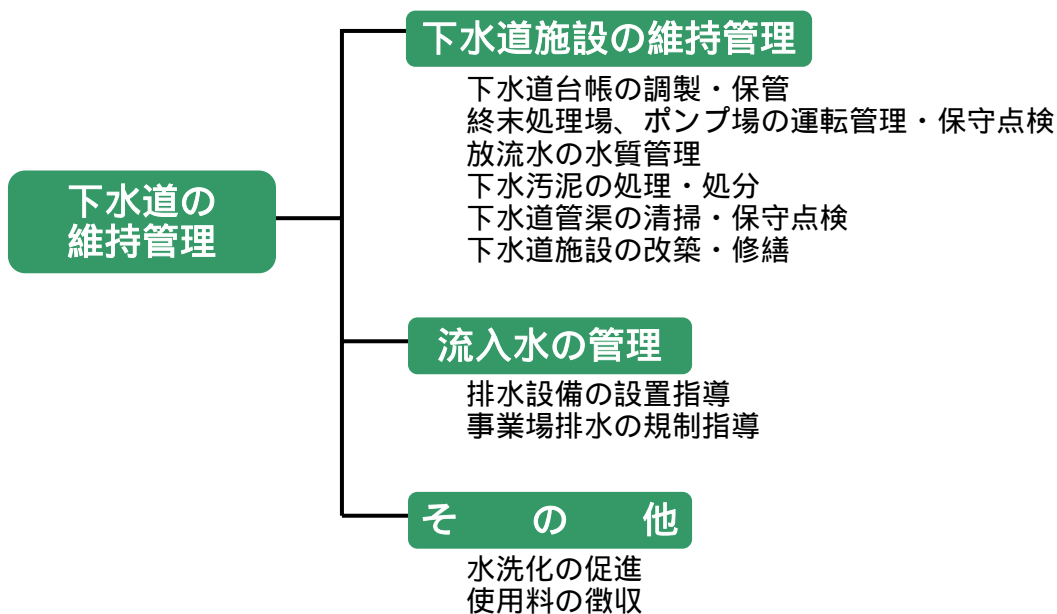 下水道の
維持管理
下水道施設の維持管理
下水道台帳の調製・保管
終末処理場、ポンプ場の運転管理・保守点検
放流水の水質管理
下水汚泥の処理・処分
下水道管渠の清掃・保守点検
下水道施設の改築・修繕
流入水の管理
排水設備の設置指導
事業場排水の規制指導
そ の 他
水洗化の促進
使用料の徴収